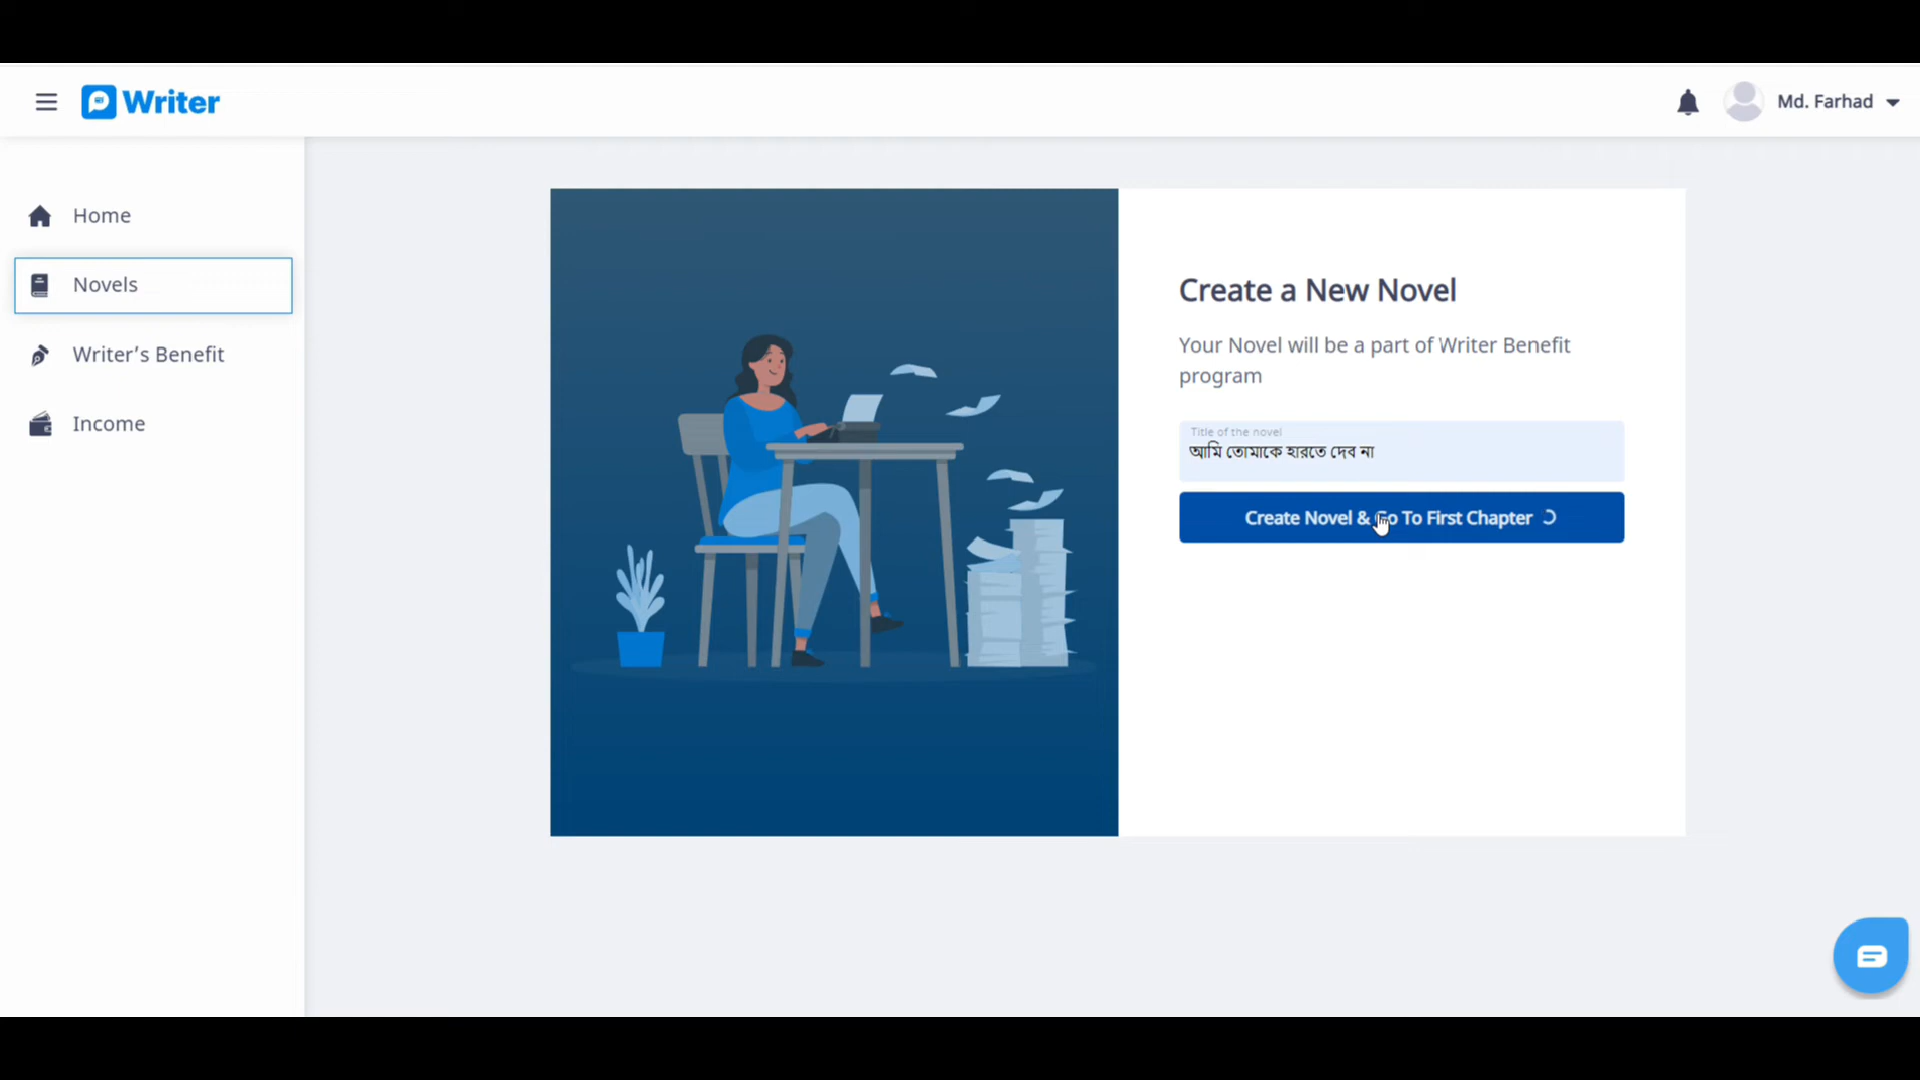 Writer
Md. Farhad
Home
Novels
Writer's Benefit
Income
Create a New Novel
Your Novel will be a part of Writer Benefit
program
Title of the novel
আমি তোমাকে হারতে দেব না
Create Novel & Go To First Chapter